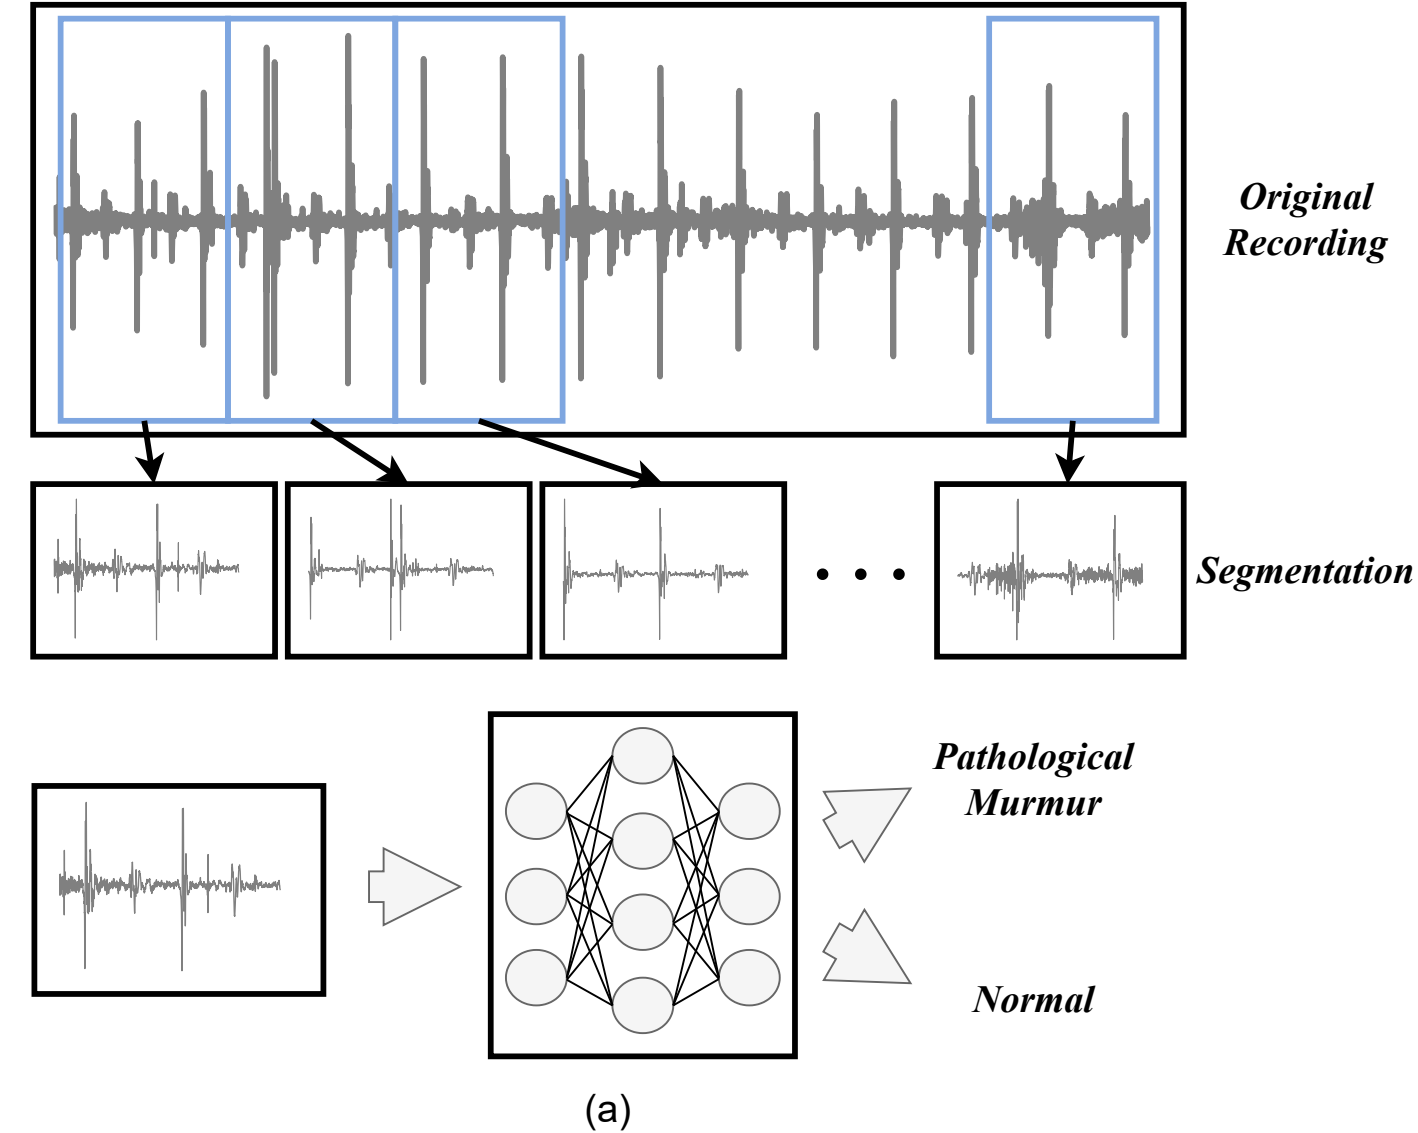 Original
Recording
Segmentation
Pathological
Murmur
Normal
(a)